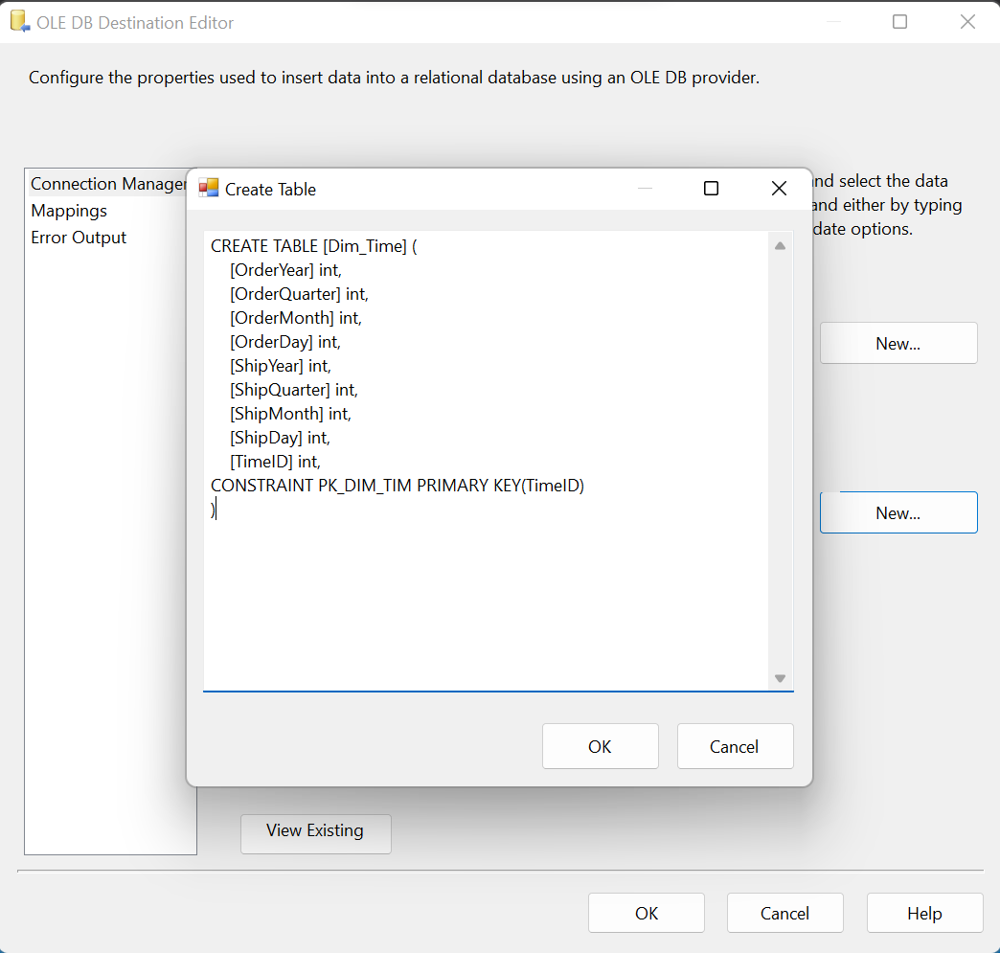 OLE DB Destination Editor
Configure the properties used to insert data into a relational database using an OLE DB provider.
Connection Manager
Mappings
Error Output
and select the data
and either by typing
date options.
Create Table
CREATE TABLE [Dim_Time] (
[OrderYear] int,
[OrderQuarter] int,
[OrderMonth] int,
[OrderDay] int,
[ShipYear] int,
[ShipQuarter] int,
[ShipMonth] int,
[ShipDay] int,
[TimeID] int,
CONSTRAINT PK_DIM_TIM PRIMARY KEY(TimeID)
)
OK
Cancel
New...
New...
View Existing
OK
Cancel
Help